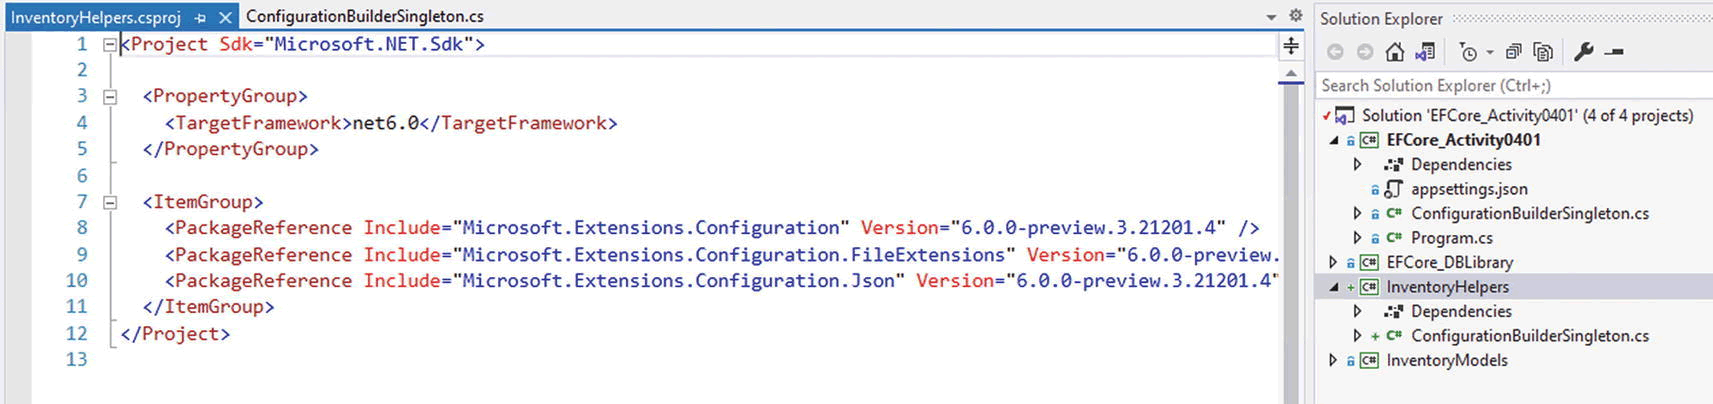 InventoryHelpers.csproj ConfigurationBuilderSingleton.cs
1 <Project Sdk="Microsoft.NET.Sdk">
2
3 <PropertyGroup>
4 <TargetFramework>net6.0</TargetFramework>
5 </PropertyGroup>
6
7 <ItemGroup>
8 <PackageReference Include="Microsoft.Extensions.Configuration" Version="6.0.0-preview.3.21201.4" />
9 <PackageReference Include="Microsoft.Extensions.Configuration.FileExtensions" Version="6.0.0-preview.
10 <PackageReference Include="Microsoft.Extensions.Configuration.Json" Version="6.0.0-preview.3.21201.4"
11 </ItemGroup>
12 </Project>
13
Solution Explorer
Search Solution Explorer (Ctrl+;)
Solution 'EFCore_Activity0401' (4 of 4 projects)
C# EFCore_Activity0401
Dependencies
appsettings.json
C# ConfigurationBuilderSingleton.cs
C# Program.cs
C# EFCore_DBLibrary
+ C# InventoryHelpers
Dependencies
+ C# ConfigurationBuilderSingleton.cs
C# InventoryModels